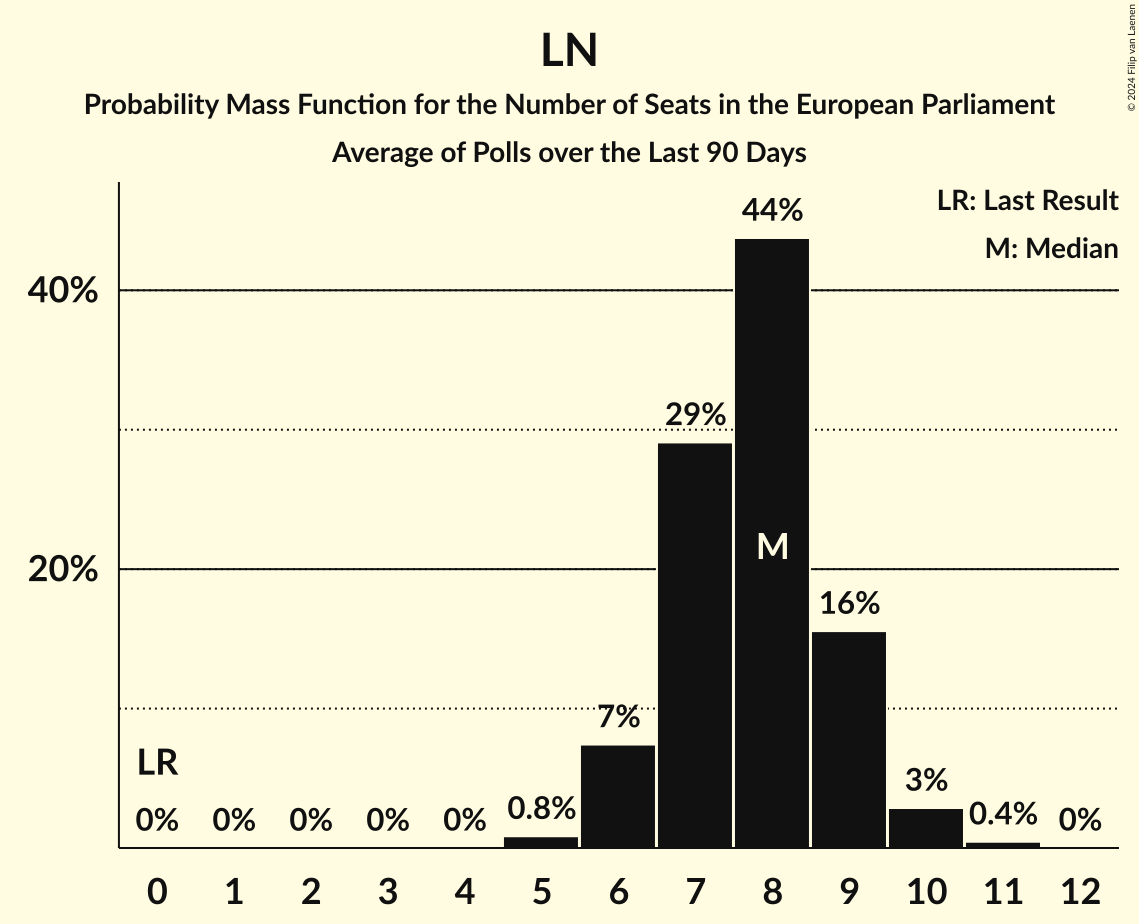 LN
Probability Mass Function for the Number of Seats in the European Parliament
Average of Polls over the Last 90 Days
© 2024 Filip van Laenen
LR: Last Result
M: Median
40%
20%
LR
0%
0%
0%
0%
0%
0.8%
7%
29%
44%
M
16%
3%
0.4%
0%
0 1 2 3 4 5 6 7 8 9 10 11 12